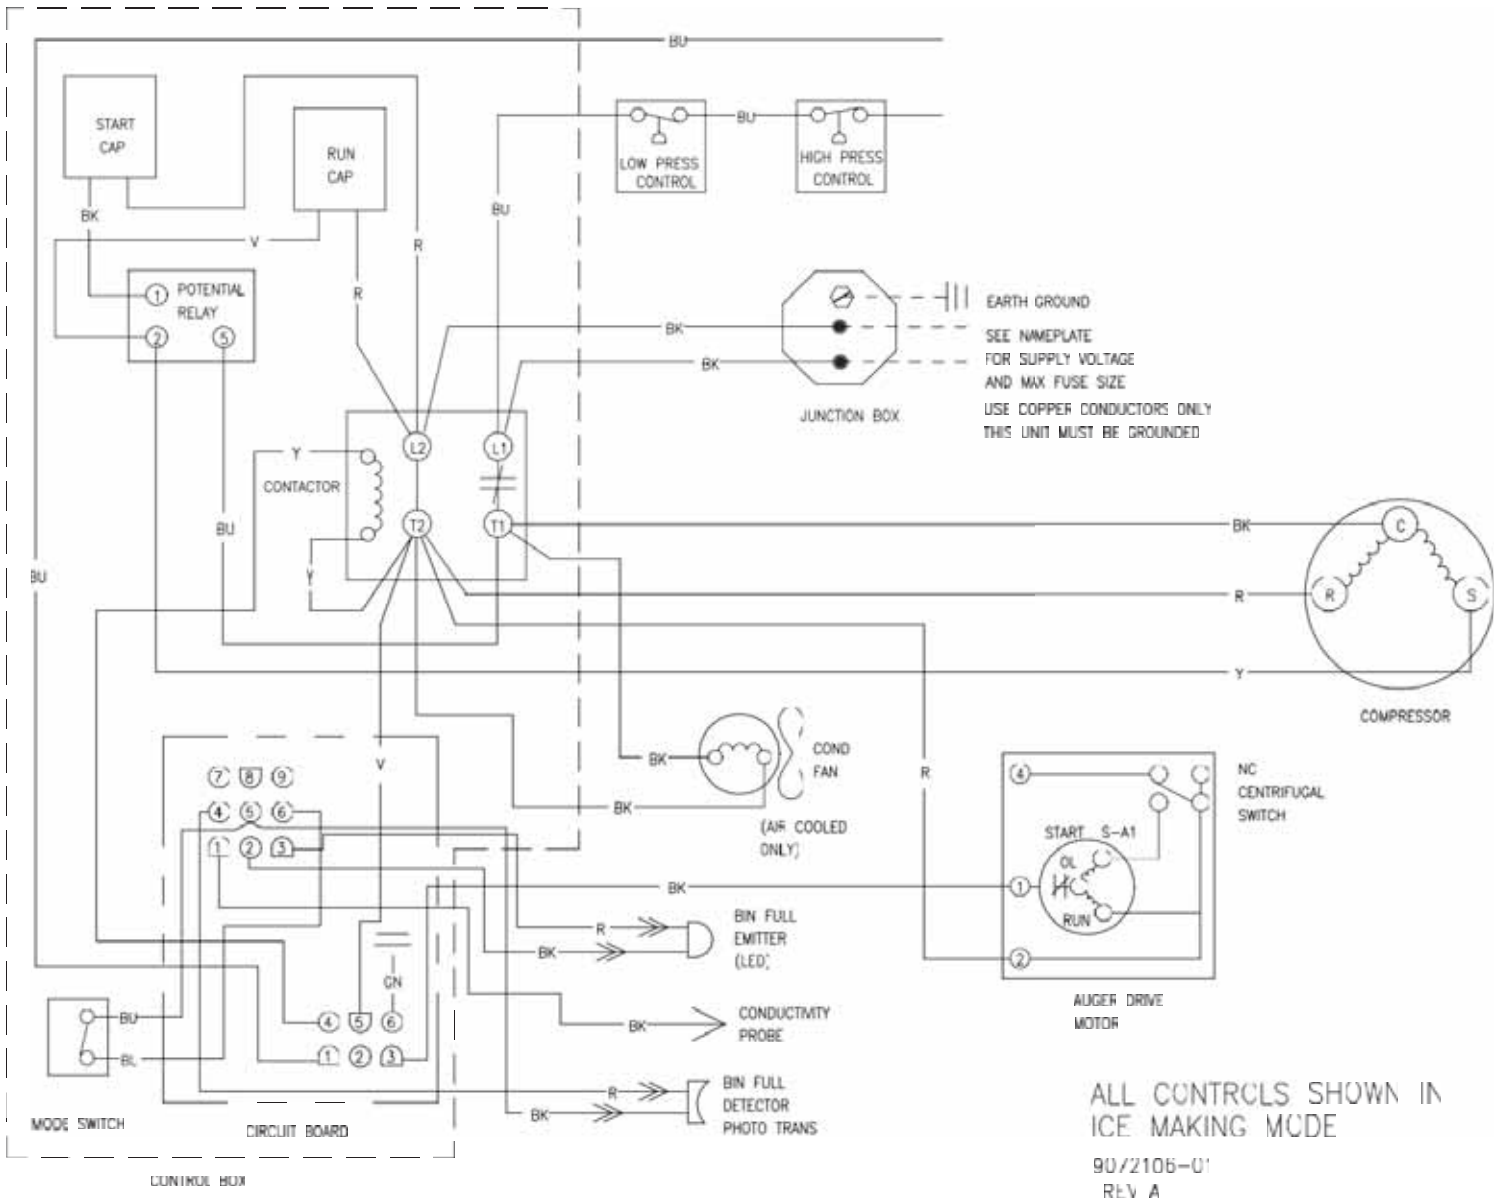 BU
START
CAP
RUN
CAP
LOW PRESS
CONTROL
BU
HIGH PRESS
CONTROL
BK
V
R
BU
R
1
POTENTIAL
RELAY
2
5
EARTH GROUND
BK
SEE NAMEPLATE
FOR SUPPLY VOLTAGE
BK
AND MAX FUSE SIZE
JUNCTION BOX
USE COPPER CONDUCTORS ONLY
THIS UNIT MUST BE GROUNDED
L2
L1
Y
CONTACTOR
T2
T1
BK
C
BU
BU
Y
R
R
S
Y
COMPRESSOR
V
BK
COND
FAN
R
BK
(AIR COOLED
ONLY)
4
NC
CENTRIFUGAL
SWITCH
START S-A1
OL
1
RUN
2
AUGER DRIVE
MOTOR
7 8 9
4 5 6
1 2 3
BK
R
BK
BIN FULL
EMITTER
(LED)
GN
BU
BL
4 5 6
1 2 3
BK
CONDUCTIVITY
PROBE
R
BK
BIN FULL
DETECTOR
PHOTO TRANS
MODE SWITCH
CIRCUIT BOARD
CONTROL BOX
ALL CONTROLS SHOWN IN
ICE MAKING MODE
9072106-01
REV A